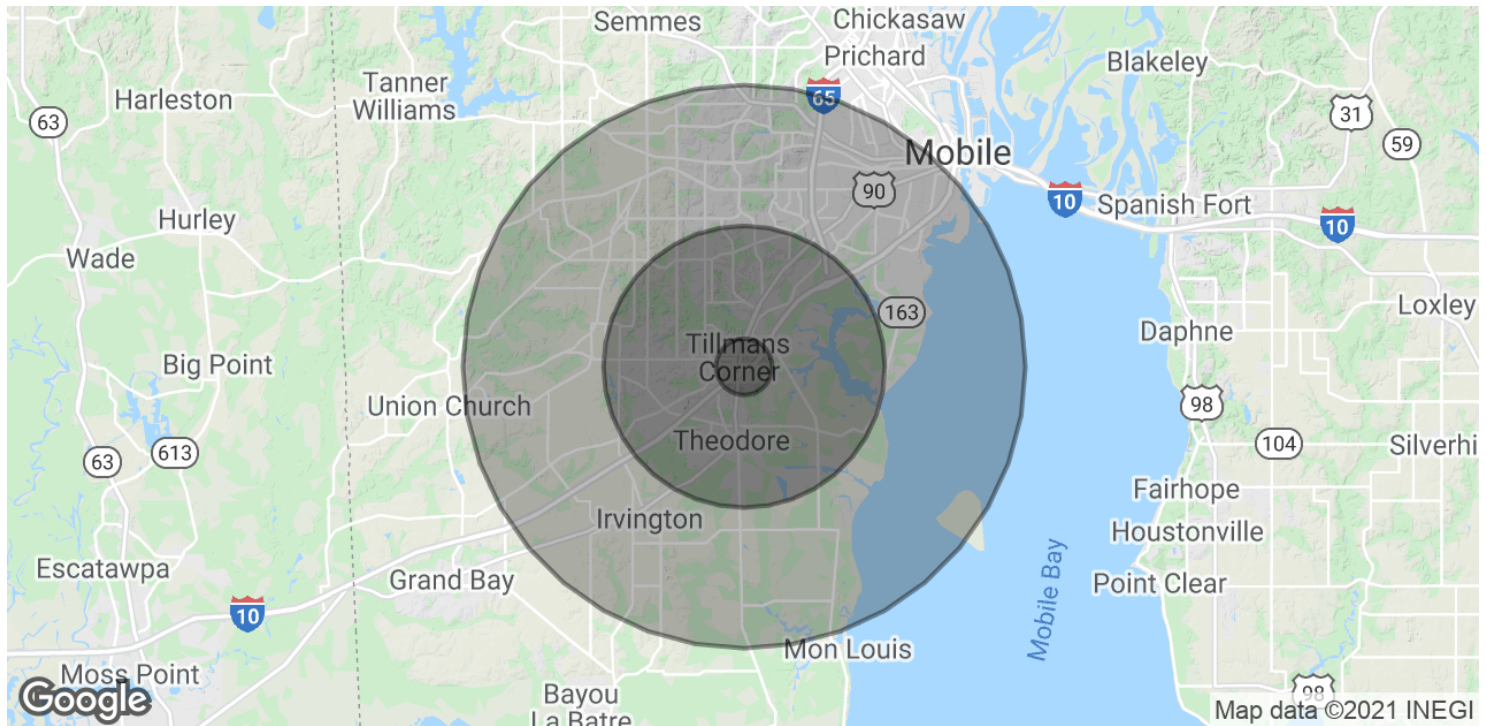 Semmes
Chickasaw
Prichard
Blakeley
Tanner
Williams
Harleston
65
31
63
59
Mobile
90
10
Spanish Fort
Hurley
10
Wade
Loxley
163
Daphne
Tillmans
Corner
Big Point
Union Church
98
Theodore
104
Silverhi
63
613
Fairhope
Irvington
Houstonville
Escatawpa
Grand Bay
Point Clear
Mobile Bay
10
Mon Louis
Moss Point
Bayou
La Batre
98
Google
Map data ©2021 INEGI